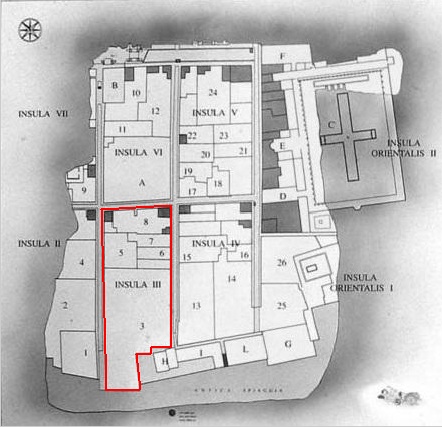 F
B
10
24
12
INSULA VII
INSULA V
C
11
22
23
E
INSULA
ORIENTALIS II
INSULA VI
20
21
19
A
18
9
17
D
8
INSULA II
7
INSULA IV
5
6
15
16
4
26
14
INSULA III
INSULA
ORIENTALIS I
2
3
13
25
1
H
I
L
G
ANTICA SPIAGGIA